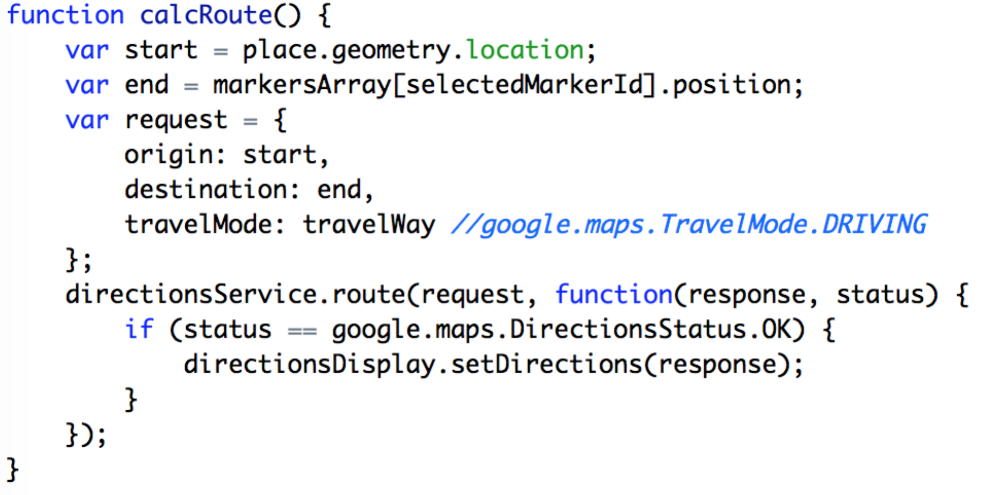 function calcRoute() {
    var start = place.geometry.location;
    var end = markersArray[selectedMarkerId].position;
    var request = {
        origin: start,
        destination: end,
        travelMode: travelWay //google.maps.TravelMode.DRIVING
    };
    directionsService.route(request, function(response, status) {
        if (status == google.maps.DirectionsStatus.OK) {
            directionsDisplay.setDirections(response);
        }
    });
}